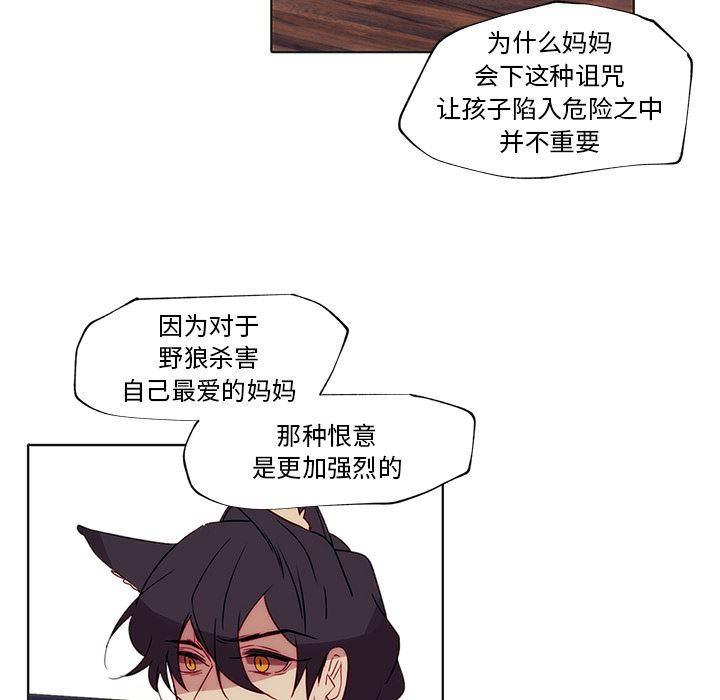 为什么妈妈
会下这种诅咒
让孩子陷入危险之中
并不重要
因为对于
野狼杀害
自己最爱的妈妈
那种恨意
是更加强烈的